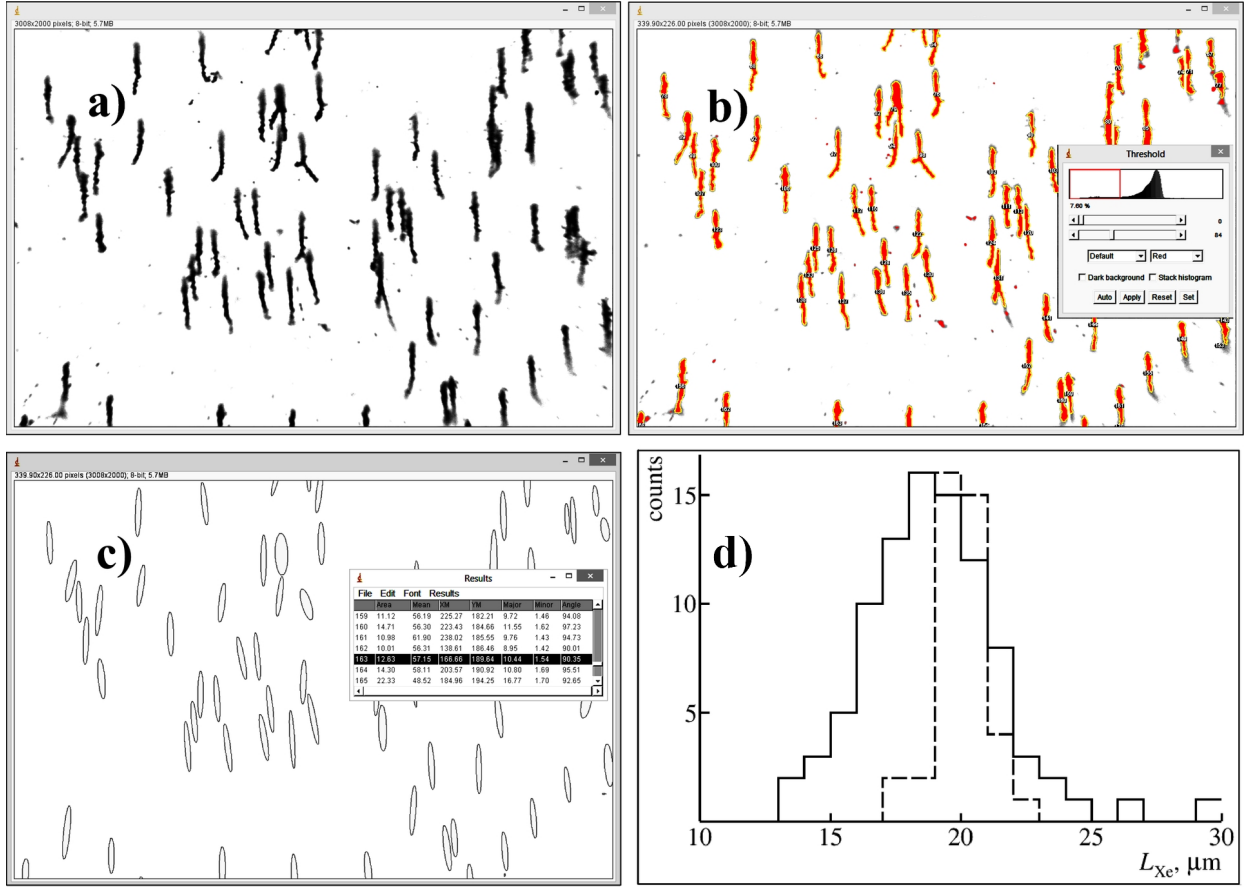 3008x2000 pixels; 8-bit; 5.7MB
a)
339.90x226.00 pixels (3008x2000); 8-bit; 5.7MB
b)
Threshold
7.60 %
0
84
Default Red
Dark background Stack histogram
Auto Apply Reset Set
339.90x226.00 pixels (3008x2000); 8-bit; 5.7MB
c)
Results
File Edit Font Results
Area Mean XM YM Major Minor Angle
159 11.12 56.19 225.27 182.21 9.72 1.46 94.08
160 14.71 56.30 223.43 184.66 11.55 1.62 97.23
161 10.98 61.90 238.02 185.55 9.76 1.43 94.73
162 10.01 56.31 138.61 186.46 8.95 1.42 90.01
163 12.63 57.15 166.66 189.64 10.44 1.54 90.35
164 14.30 58.11 203.57 190.92 10.80 1.69 95.51
165 22.33 48.52 184.96 194.25 16.77 1.70 92.65
counts
15
10
5
d)
10 15 20 25 30
L_Xe, μm